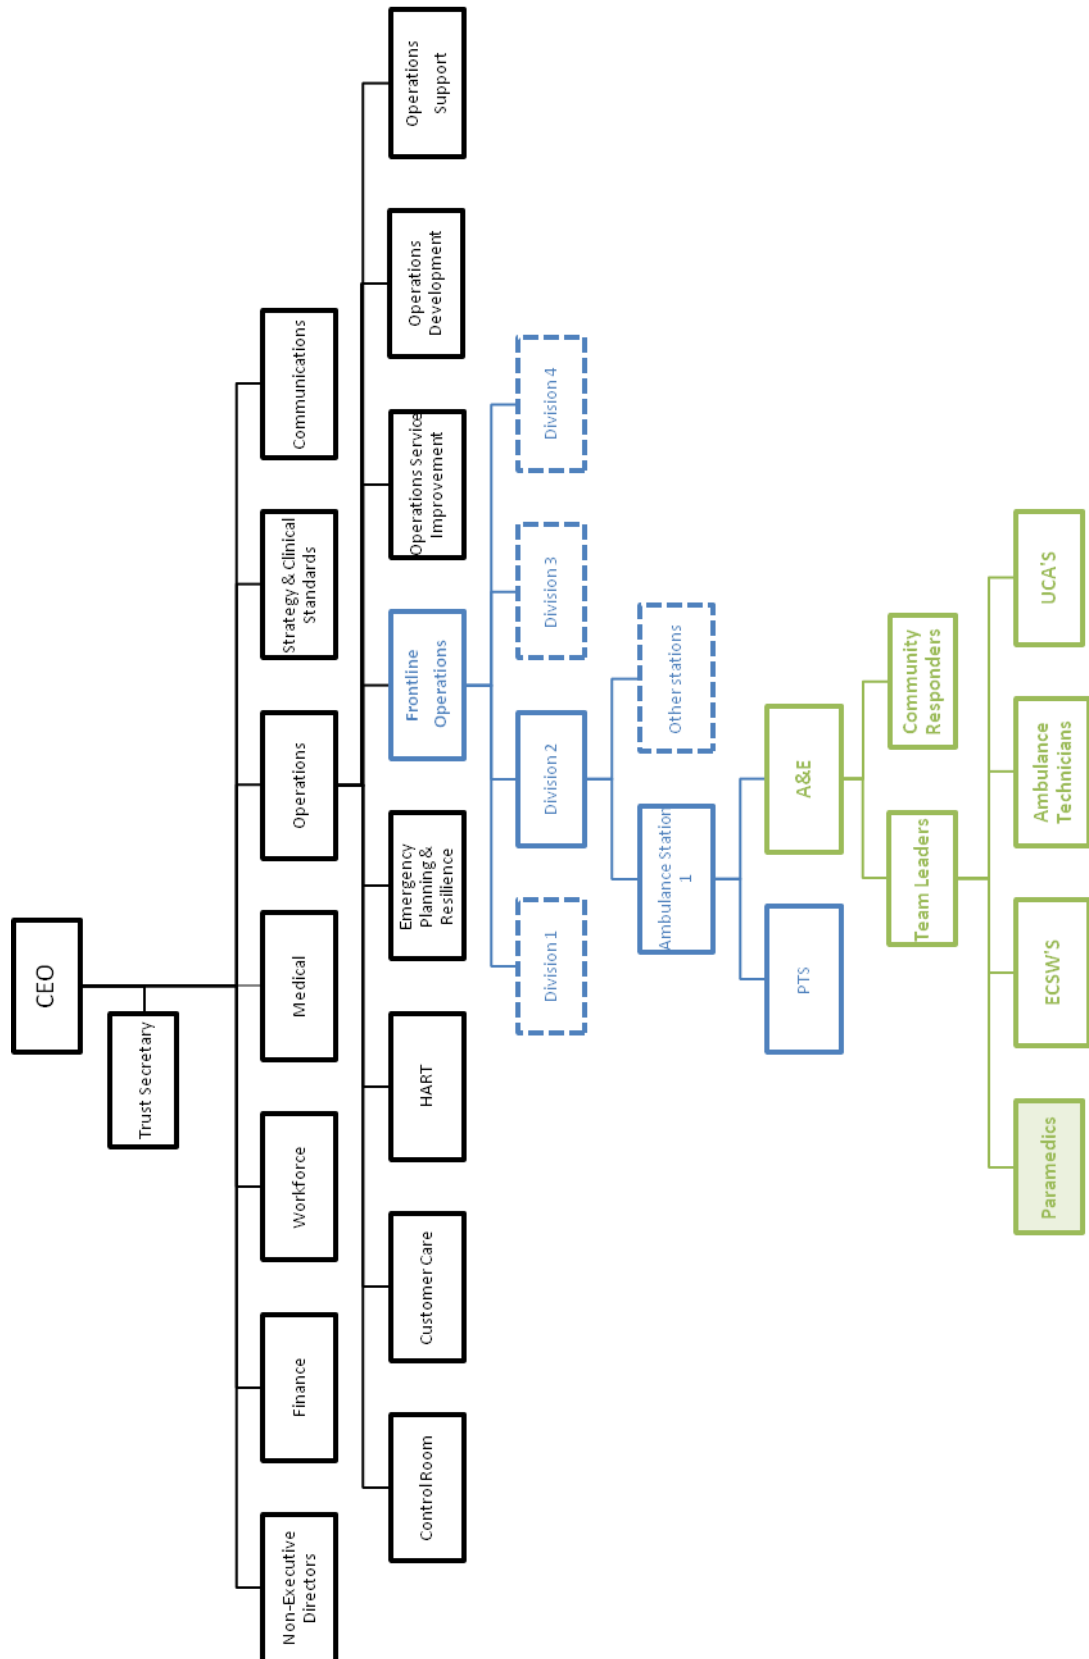 CEO
Trust Secretary
Non-Executive
Directors
Finance
Workforce
Medical
Operations
Strategy & Clinical
Standards
Communications
Control Room
Customer Care
HART
Emergency
Planning &
Resilience
Frontline
Operations
Operations Service
Improvement
Operations
Development
Operations
Support
Division 1
Division 2
Division 3
Division 4
Ambulance Station
1
Other stations
PTS
A&E
Team Leaders
Community
Responders
Paramedics
ECSW'S
Ambulance
Technicians
UCA'S